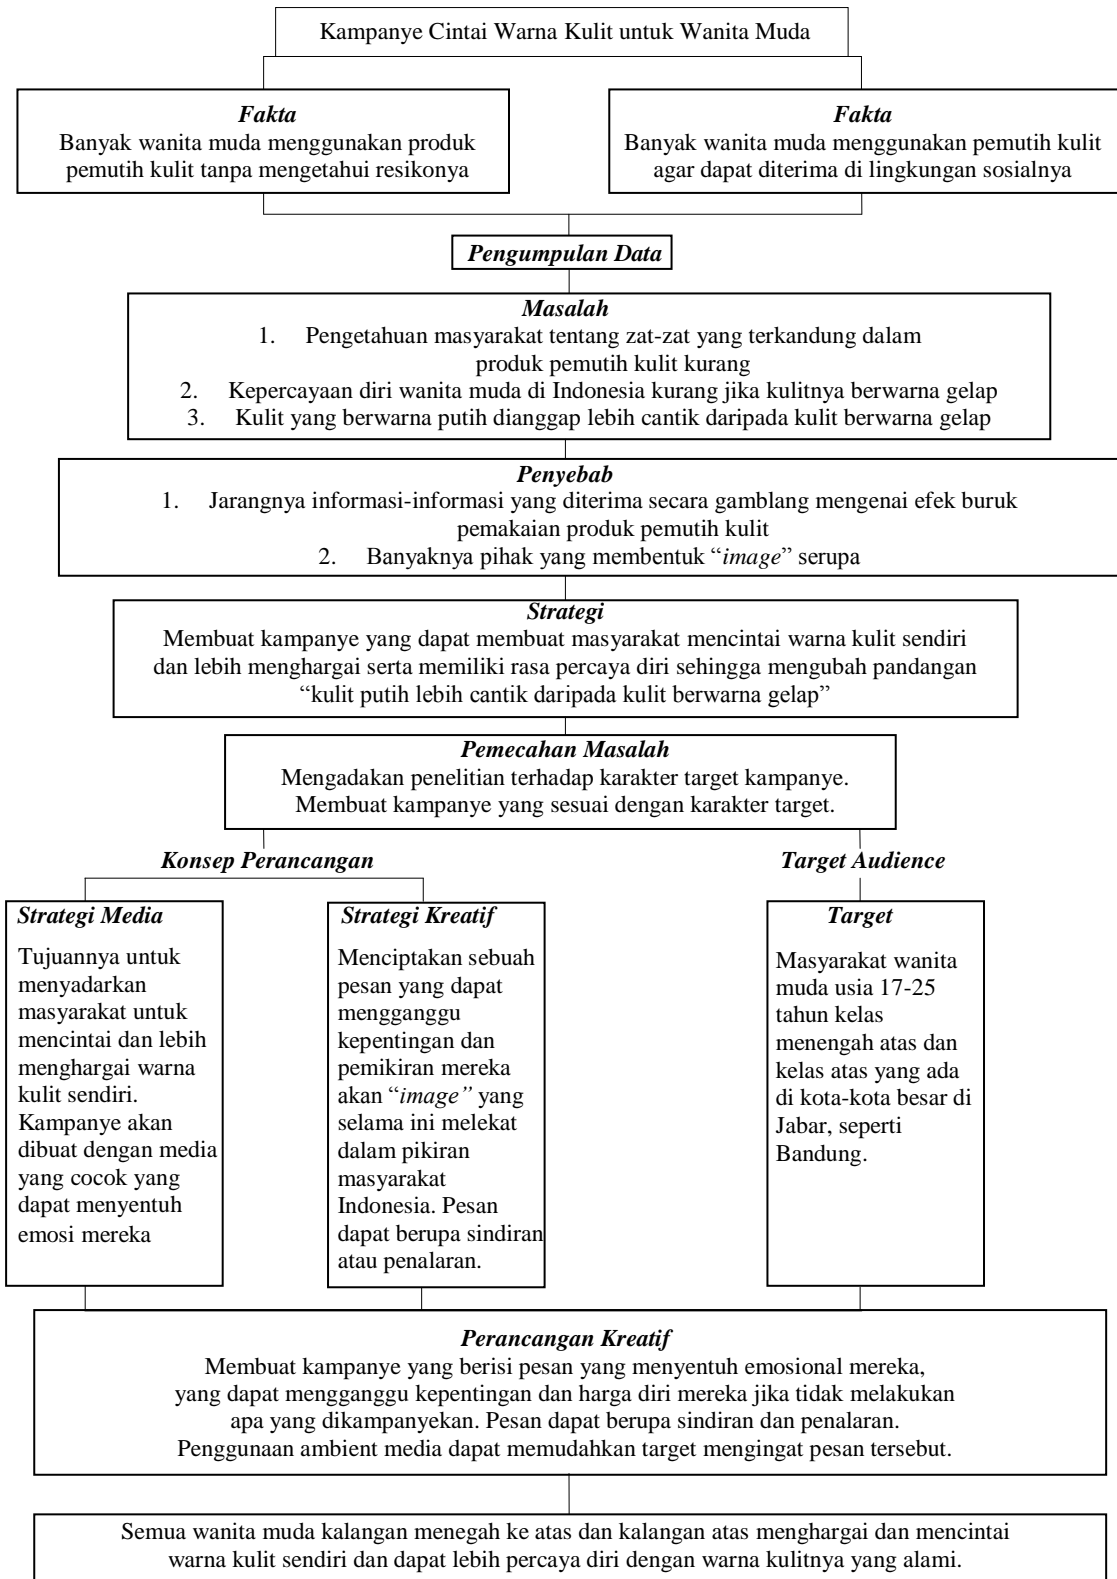 Kampanye Cintai Warna Kulit untuk Wanita Muda
Fakta
Banyak wanita muda menggunakan produk
pemutih kulit tanpa mengetahui resikonya
Fakta
Banyak wanita muda menggunakan pemutih kulit
agar dapat diterima di lingkungan sosialnya
Pengumpulan Data
Masalah
1. Pengetahuan masyarakat tentang zat-zat yang terkandung dalam
produk pemutih kulit kurang
2. Kepercayaan diri wanita muda di Indonesia kurang jika kulitnya berwarna gelap
3. Kulit yang berwarna putih dianggap lebih cantik daripada kulit berwarna gelap
Penyebab
1. Jarangnya informasi-informasi yang diterima secara gamblang mengenai efek buruk
pemakaian produk pemutih kulit
2. Banyaknya pihak yang membentuk “image” serupa
Strategi
Membuat kampanye yang dapat membuat masyarakat mencintai warna kulit sendiri
dan lebih menghargai serta memiliki rasa percaya diri sehingga mengubah pandangan
“kulit putih lebih cantik daripada kulit berwarna gelap”
Pemecahan Masalah
Mengadakan penelitian terhadap karakter target kampanye.
Membuat kampanye yang sesuai dengan karakter target.
Konsep Perancangan
Target Audience
Strategi Media
Tujuannya untuk
menyadarkan
masyarakat untuk
mencintai dan lebih
menghargai warna
kulit sendiri.
Kampanye akan
dibuat dengan media
yang cocok yang
dapat menyentuh
emosi mereka
Strategi Kreatif
Menciptakan sebuah
pesan yang dapat
mengganggu
kepentingan dan
pemikiran mereka
akan “image” yang
selama ini melekat
dalam pikiran
masyarakat
Indonesia. Pesan
dapat berupa sindiran
atau penalaran.
Target
Masyarakat wanita
muda usia 17-25
tahun kelas
menengah atas dan
kelas atas yang ada
di kota-kota besar di
Jabar, seperti
Bandung.
Perancangan Kreatif
Membuat kampanye yang berisi pesan yang menyentuh emosional mereka,
yang dapat mengganggu kepentingan dan harga diri mereka jika tidak melakukan
apa yang dikampanyekan. Pesan dapat berupa sindiran dan penalaran.
Penggunaan ambient media dapat memudahkan target mengingat pesan tersebut.
Semua wanita muda kalangan menegah ke atas dan kalangan atas menghargai dan mencintai
warna kulit sendiri dan dapat lebih percaya diri dengan warna kulitnya yang alami.